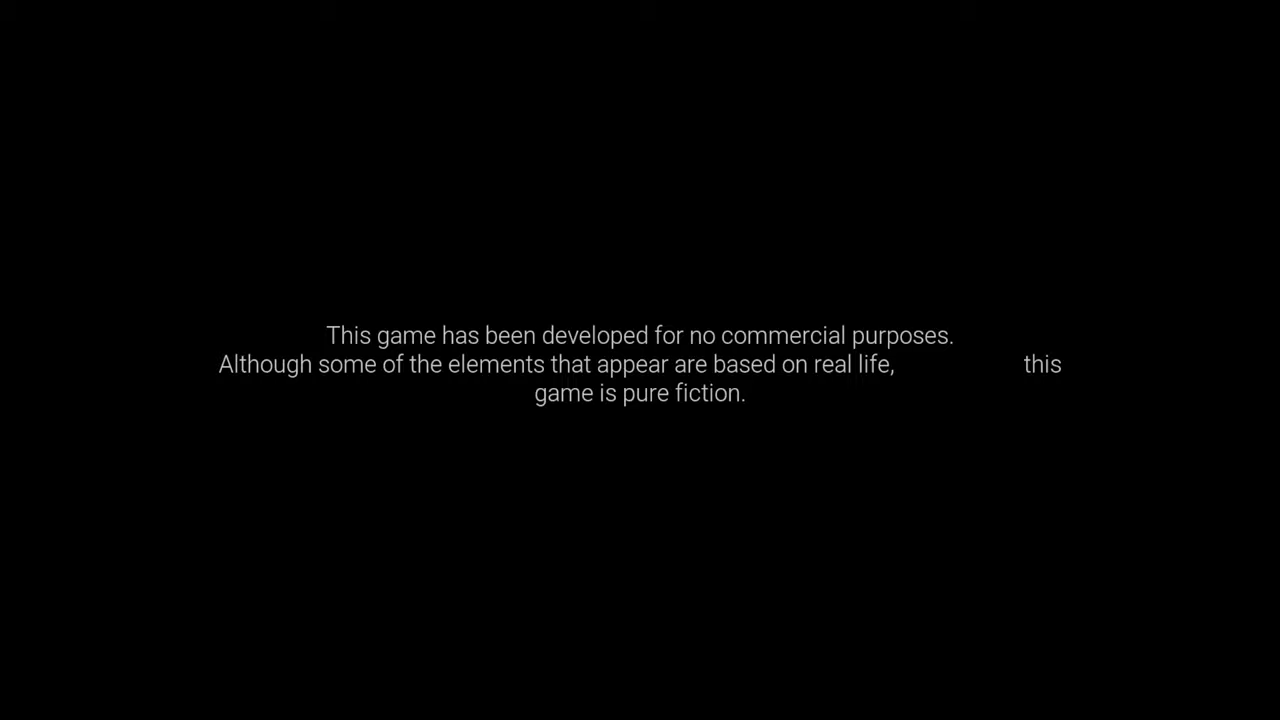 This game has been developed for no commercial purposes.
Although some of the elements that appear are based on real life, this
game is pure fiction.